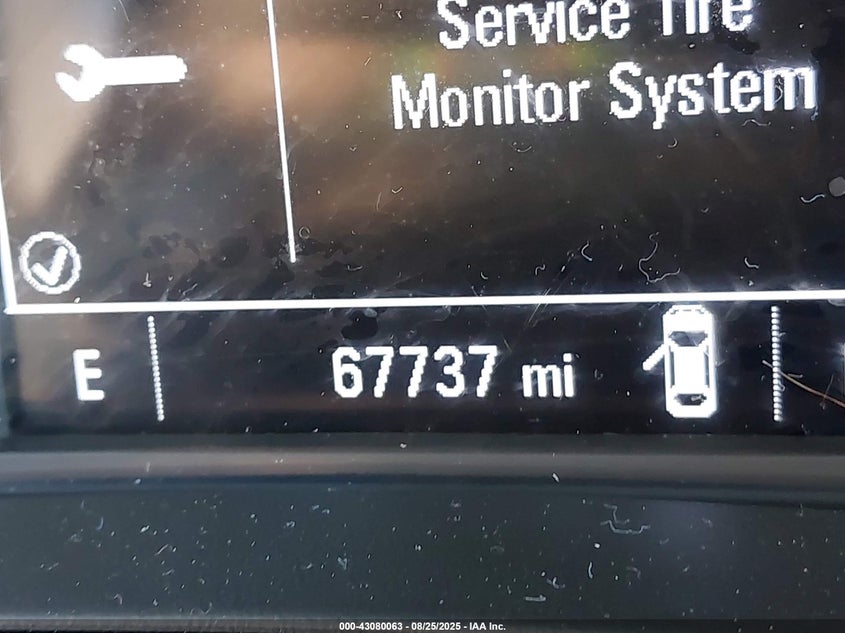 Service Tire
Monitor System
E
67737 mi
000-43080063 - 08/25/2025 - IAA Inc.